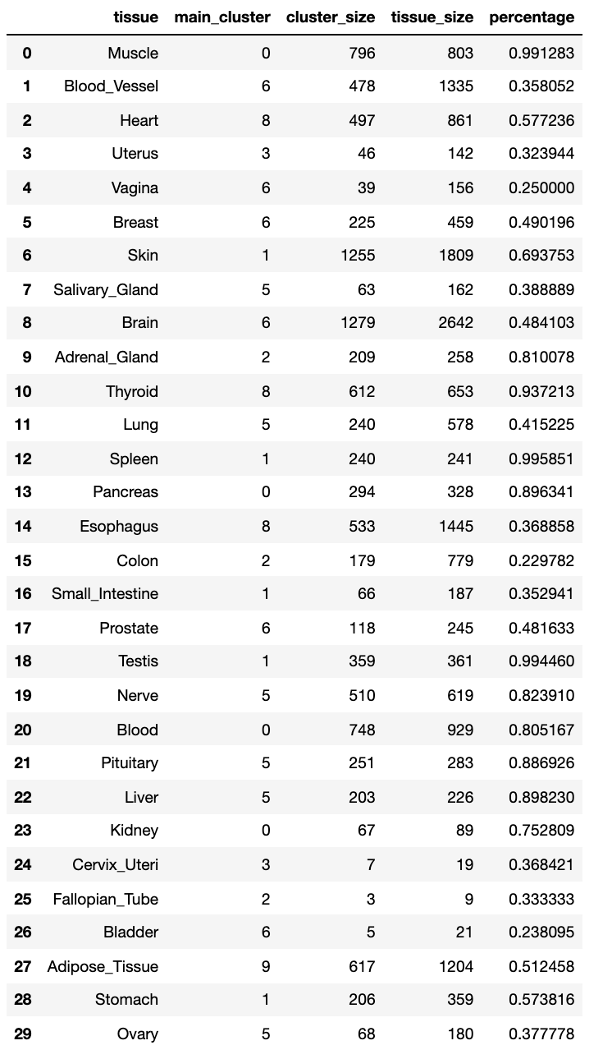 tissue main_cluster cluster_size tissue_size percentage
0 Muscle 0 796 803 0.991283
1 Blood_Vessel 6 478 1335 0.358052
2 Heart 8 497 861 0.577236
3 Uterus 3 46 142 0.323944
4 Vagina 6 39 156 0.250000
5 Breast 6 225 459 0.490196
6 Skin 1 1255 1809 0.693753
7 Salivary_Gland 5 63 162 0.388889
8 Brain 6 1279 2642 0.484103
9 Adrenal_Gland 2 209 258 0.810078
10 Thyroid 8 612 653 0.937213
11 Lung 5 240 578 0.415225
12 Spleen 1 240 241 0.995851
13 Pancreas 0 294 328 0.896341
14 Esophagus 8 533 1445 0.368858
15 Colon 2 179 779 0.229782
16 Small_Intestine 1 66 187 0.352941
17 Prostate 6 118 245 0.481633
18 Testis 1 359 361 0.994460
19 Nerve 5 510 619 0.823910
20 Blood 0 748 929 0.805167
21 Pituitary 5 251 283 0.886926
22 Liver 5 203 226 0.898230
23 Kidney 0 67 89 0.752809
24 Cervix_Uteri 3 7 19 0.368421
25 Fallopian_Tube 2 3 9 0.333333
26 Bladder 6 5 21 0.238095
27 Adipose_Tissue 9 617 1204 0.512458
28 Stomach 1 206 359 0.573816
29 Ovary 5 68 180 0.377778